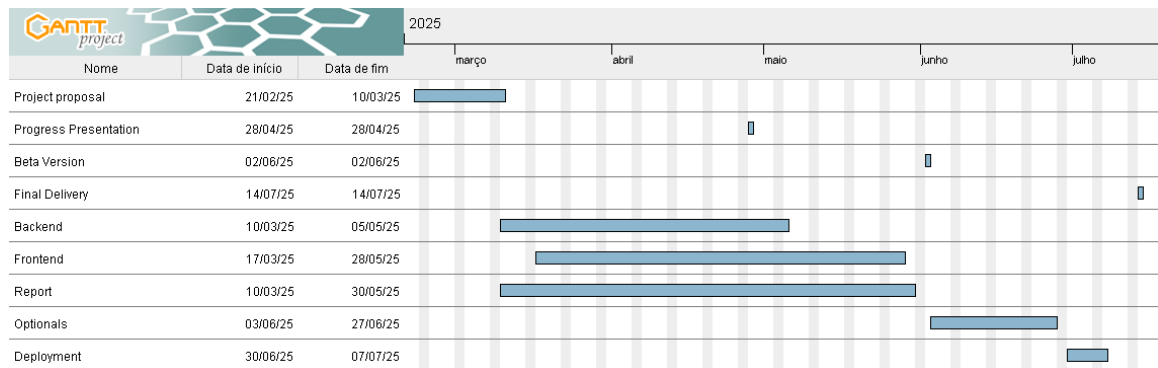 GANTT project
2025
Nome Data de início Data de fim março abril maio junho julho
Project proposal 21/02/25 10/03/25
Progress Presentation 28/04/25 28/04/25
Beta Version 02/06/25 02/06/25
Final Delivery 14/07/25 14/07/25
Backend 10/03/25 05/05/25
Frontend 17/03/25 28/05/25
Report 10/03/25 30/05/25
Optionals 03/06/25 27/06/25
Deployment 30/06/25 07/07/25